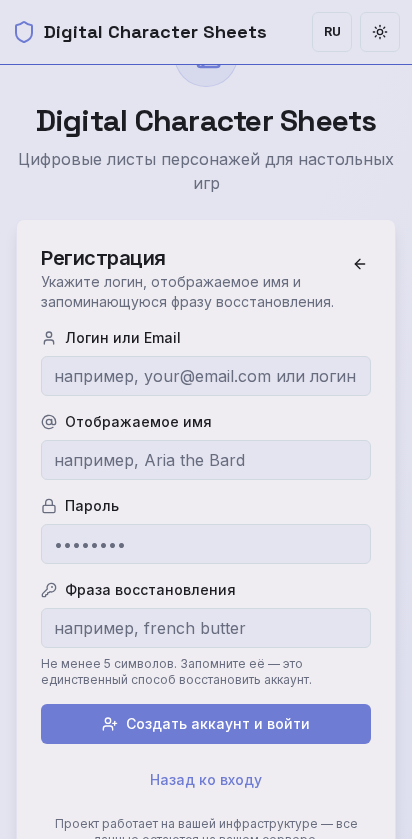 Digital Character Sheets
RU
Digital Character Sheets
Цифровые листы персонажей для настольных
игр
Регистрация
Укажите логин, отображаемое имя и
запоминающуюся фразу восстановления.
Логин или Email
например, your@email.com или логин
Отображаемое имя
например, Aria the Bard
Пароль
••••••••
Фраза восстановления
например, french butter
Не менее 5 символов. Запомните её — это
единственный способ восстановить аккаунт.
Создать аккаунт и войти
Назад ко входу
Проект работает на вашей инфраструктуре — все